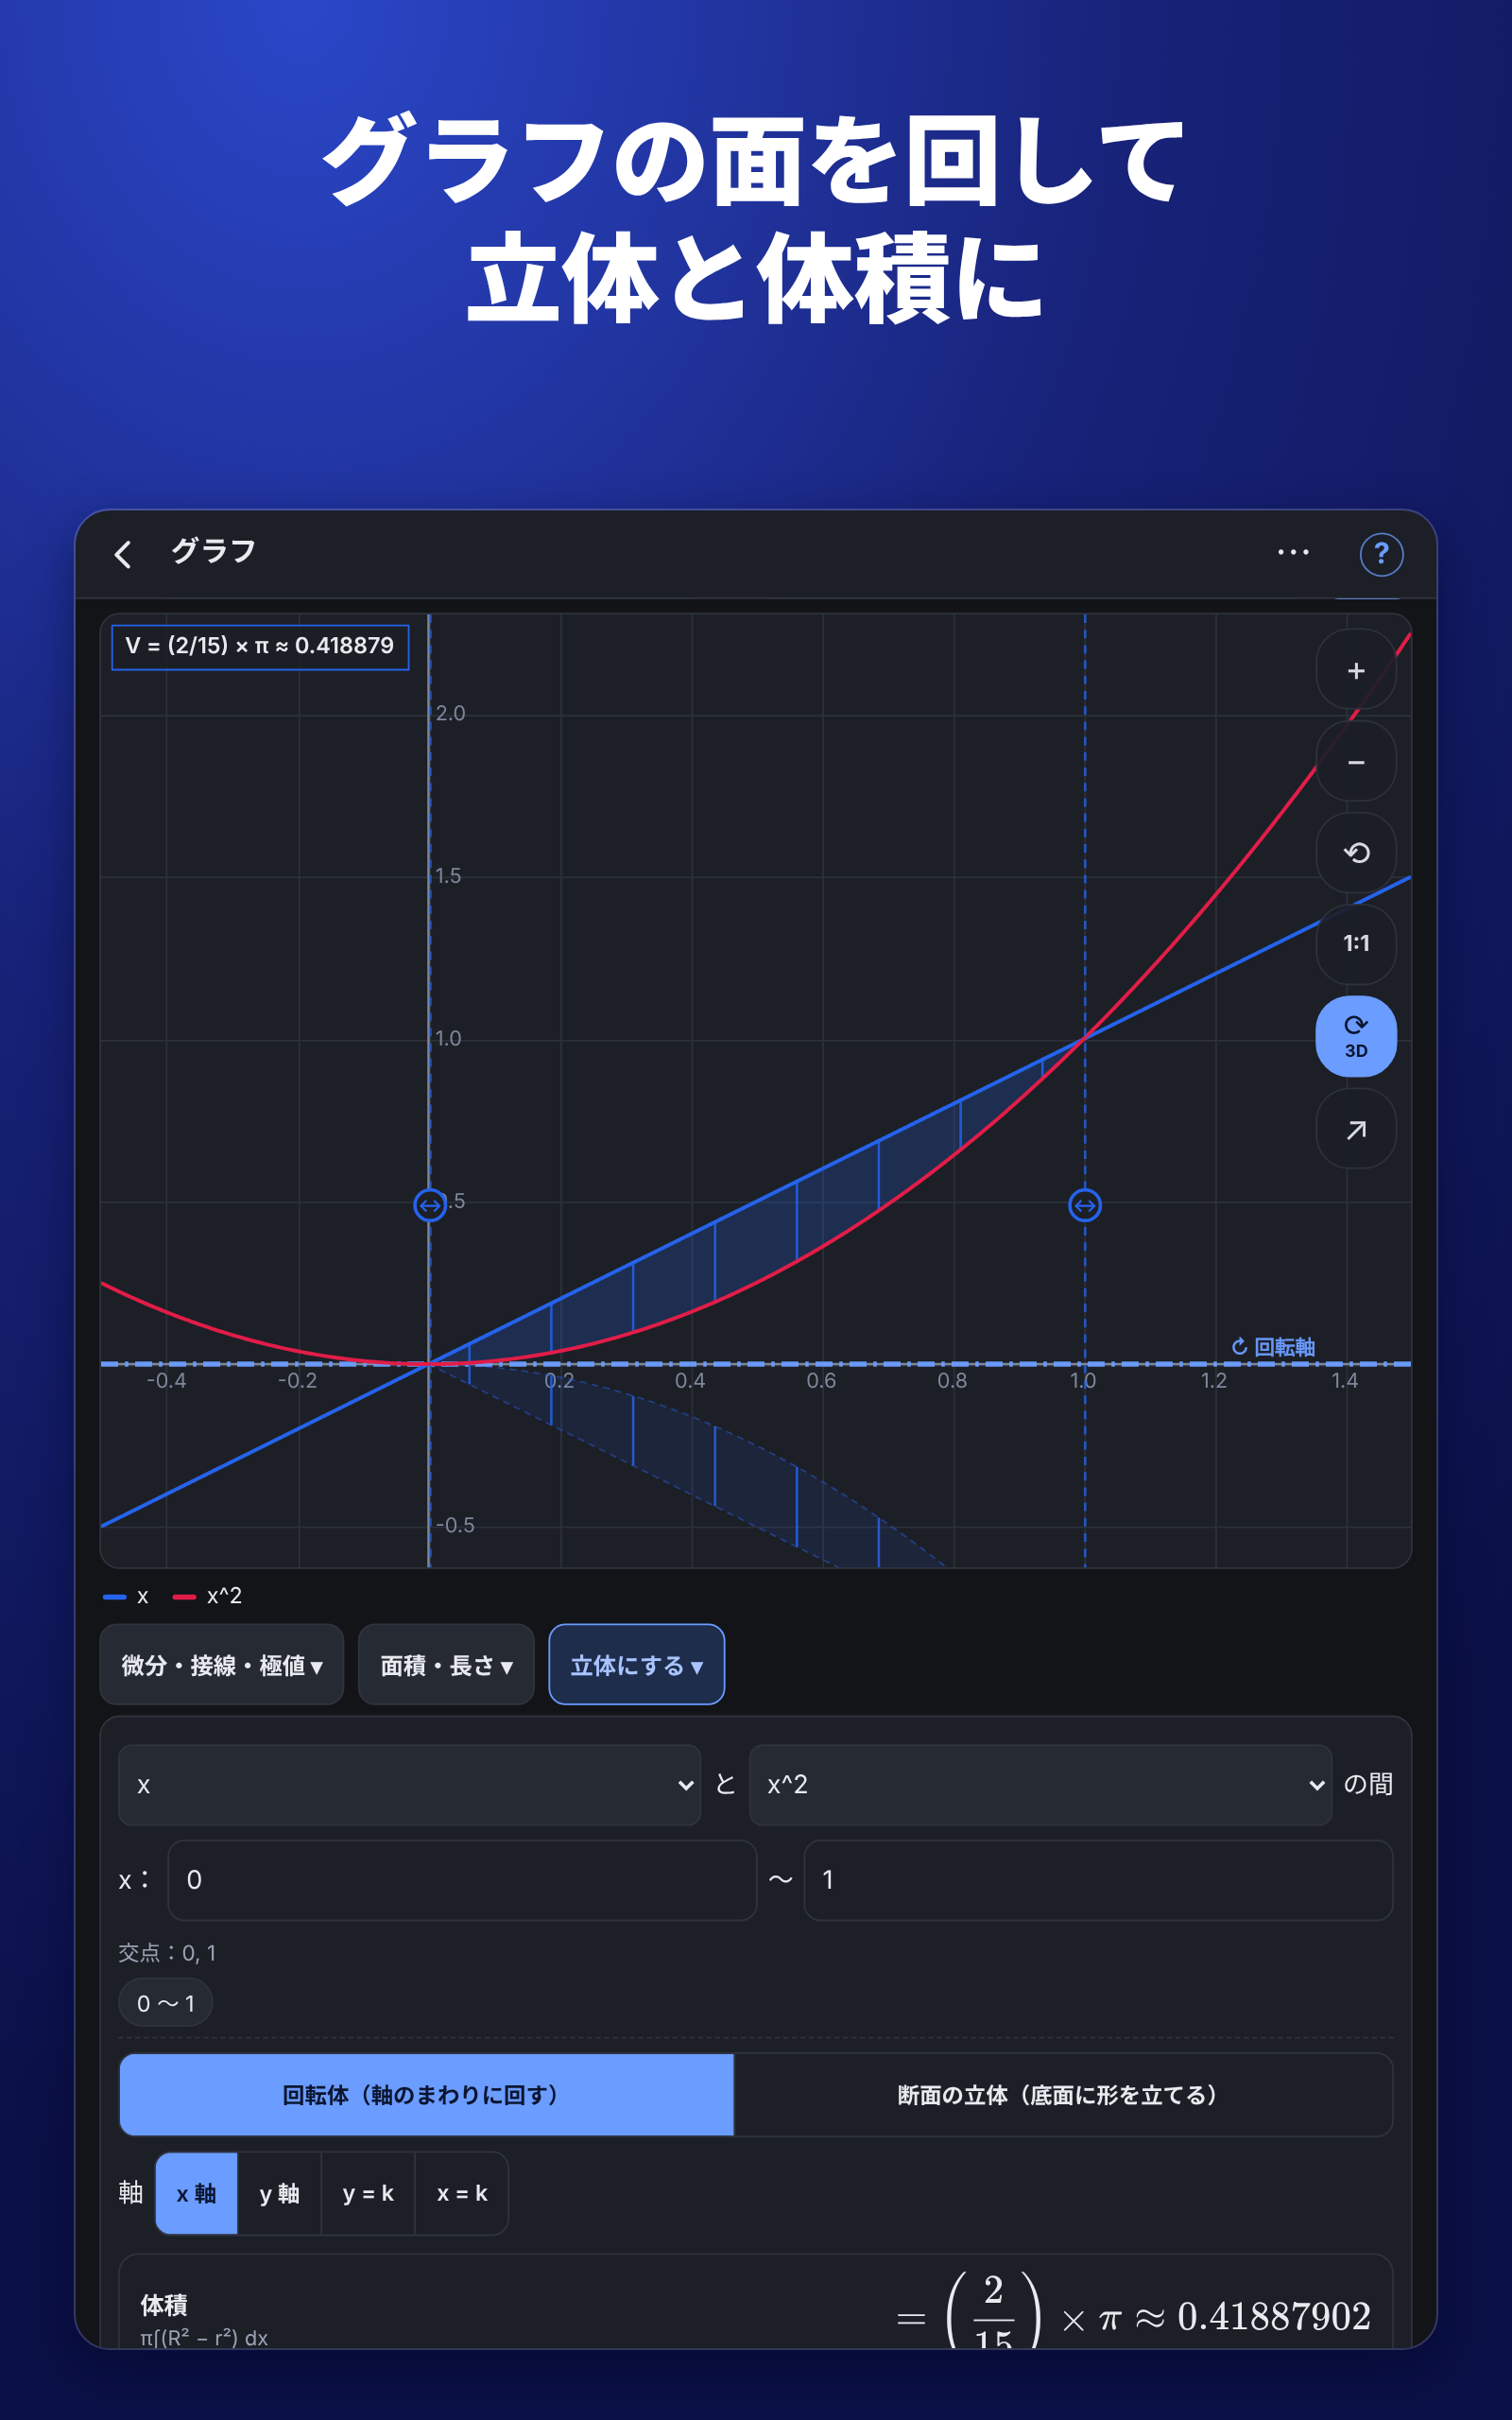 グラフの面を回して
立体と体積に
グラフ
?
V = (2/15) × π ≈ 0.418879
+
−
2.0
1.5
1:1
1.0
3D
.5
回転軸
-0.4 -0.2 0.2 0.4 0.6 0.8 1.0 1.2 1.4
-0.5
x x^2
微分・接線・極値 ▾ 面積・長さ ▾ 立体にする ▾
x と x^2 の間
x： 0 〜 1
交点：0, 1
0 〜 1
回転体（軸のまわりに回す） 断面の立体（底面に形を立てる）
軸 x 軸 y 軸 y = k x = k
体積 = (2/15) × π ≈ 0.41887902
π∫(R² − r²) dx